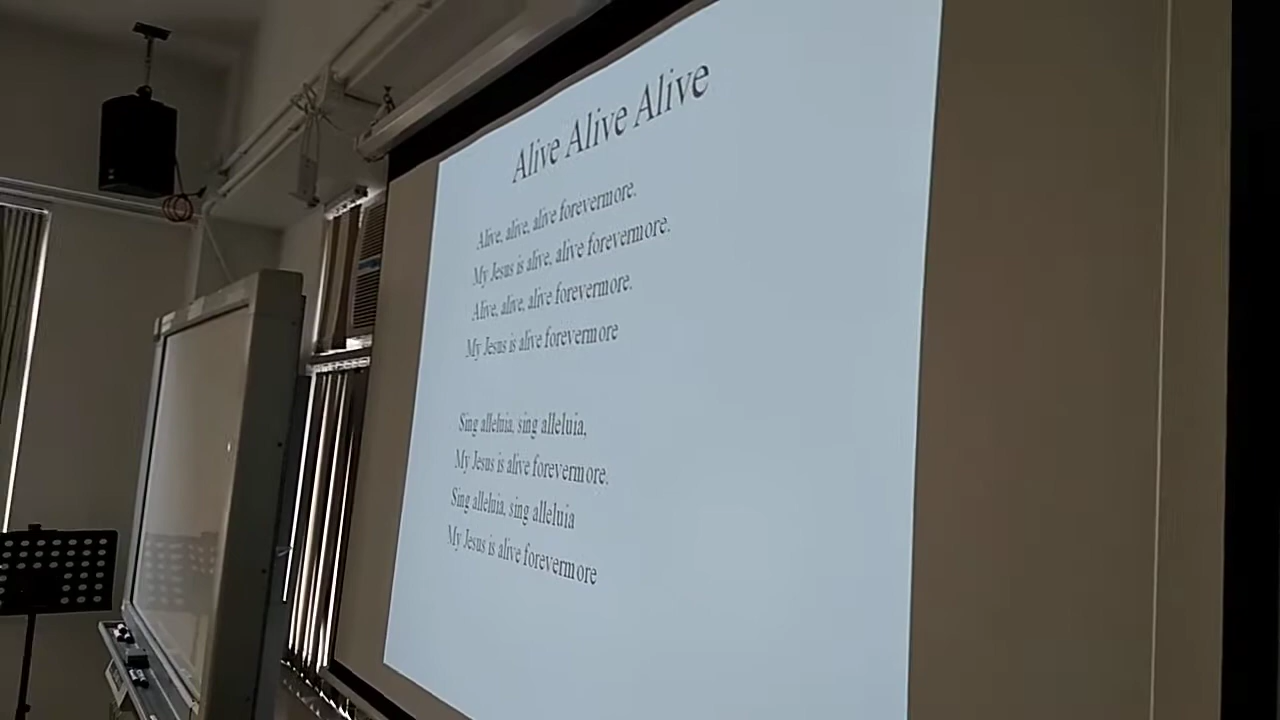 Alive Alive Alive
Alive, alive, alive forevermore.
My Jesus is alive, alive forevermore.
Alive, alive, alive forevermore.
My Jesus is alive forevermore
Sing alleluia, sing alleluia,
My Jesus is alive forevermore.
Sing alleluia, sing alleluia
My Jesus is alive forevermore